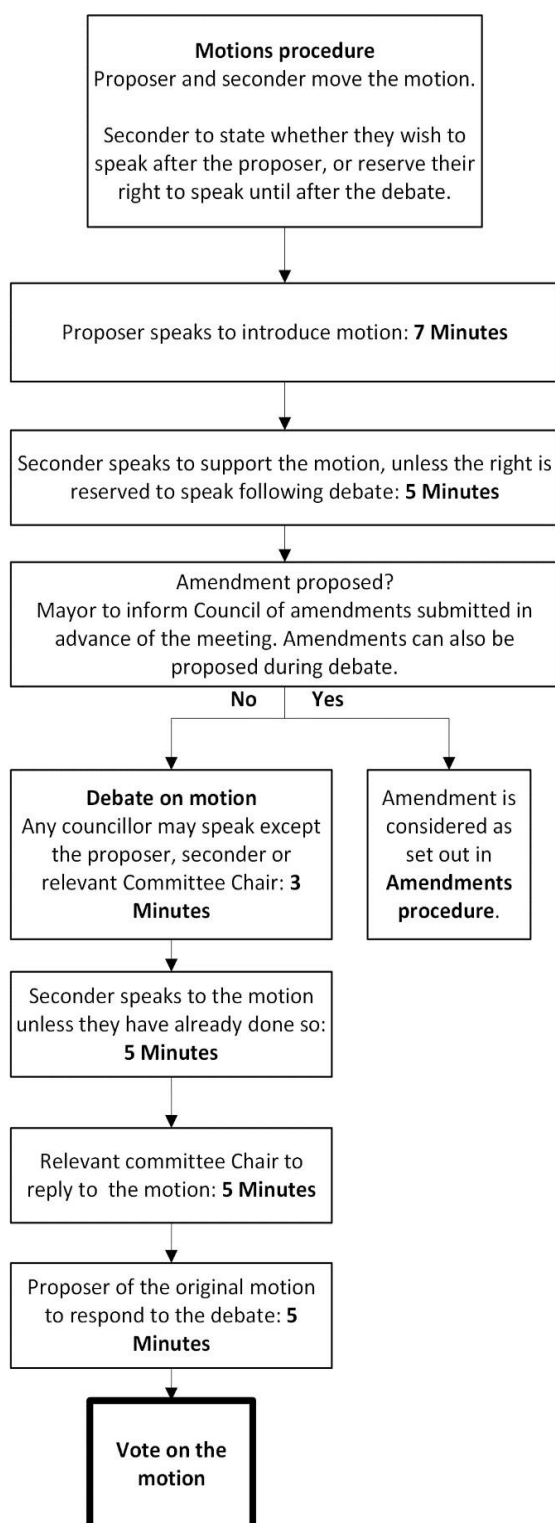 Motions procedure
Proposer and seconder move the motion.
Seconder to state whether they wish to
speak after the proposer, or reserve their
right to speak until after the debate.
Proposer speaks to introduce motion: 7 Minutes
Seconder speaks to support the motion, unless the right is
reserved to speak following debate: 5 Minutes
Amendment proposed?
Mayor to inform Council of amendments submitted in
advance of the meeting. Amendments can also be
proposed during debate.
No Yes
Debate on motion
Any councillor may speak except
the proposer, seconder or
relevant Committee Chair: 3
Minutes
Amendment is
considered as
set out in
Amendments
procedure.
Seconder speaks to the motion
unless they have already done so:
5 Minutes
Relevant committee Chair to
reply to the motion: 5 Minutes
Proposer of the original motion
to respond to the debate: 5
Minutes
Vote on the
motion